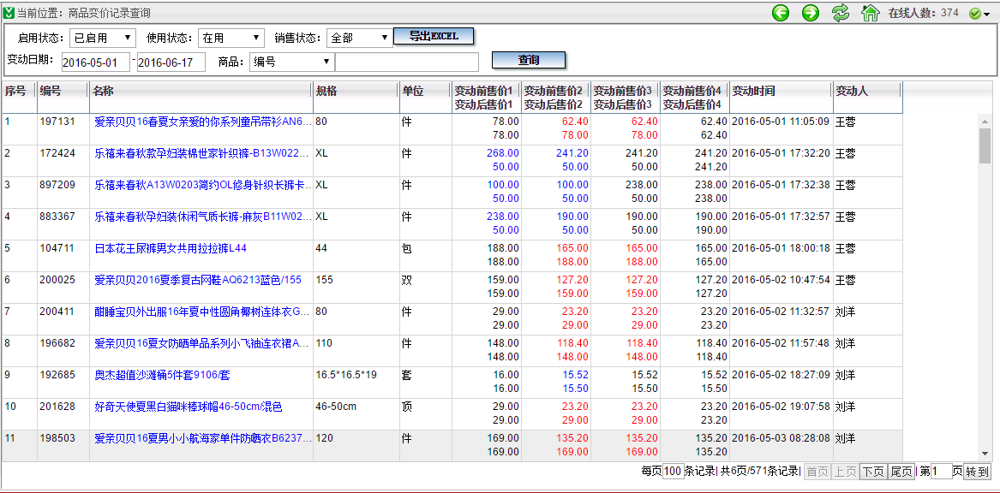 当前位置：商品变价记录查询 在线人数：374
启用状态： 已启用 使用状态： 在用 销售状态： 全部 导出EXCEL
变动日期： 2016-05-01 - 2016-06-17 商品： 编号 查询
序号 编号 名称 规格 单位 变动前售价1 变动前售价2 变动前售价3 变动前售价4 变动时间 变动人
变动后售价1 变动后售价2 变动后售价3 变动后售价4
1 197131 爱亲贝贝16春夏女亲爱的你系列童吊带衫AN6... 80 件 78.00 62.40 62.40 62.40 2016-05-01 11:05:09 王蓉
78.00 78.00 78.00 62.40
2 172424 乐禧来春秋款孕妇装棉世家针织裤-B13W022... XL 件 268.00 241.20 241.20 241.20 2016-05-01 17:32:20 王蓉
50.00 50.00 50.00 241.20
3 897209 乐禧来春秋A13W0203简约OL修身针织长裤卡... XL 件 100.00 100.00 238.00 238.00 2016-05-01 17:32:38 王蓉
50.00 50.00 50.00 238.00
4 883367 乐禧来春秋孕妇装休闲气质长裤-麻灰B11W02... XL 件 238.00 190.00 190.00 190.00 2016-05-01 17:32:57 王蓉
50.00 50.00 50.00 190.00
5 104711 日本花王尿裤男女共用拉拉裤L44 44 包 188.00 165.00 165.00 165.00 2016-05-01 18:00:18 王蓉
188.00 188.00 188.00 165.00
6 200025 爱亲贝贝2016夏季复古网鞋AQ6213蓝色/155 155 双 159.00 127.20 127.20 127.20 2016-05-02 10:47:54 王蓉
159.00 159.00 159.00 127.20
7 200411 酣睡宝贝外出服16年夏中性圆角椰树连体衣G... 80 件 29.00 23.20 23.20 23.20 2016-05-02 11:32:57 刘洋
29.00 29.00 29.00 23.20
8 196682 爱亲贝贝16夏女防晒单品系列小飞袖连衣裙A... 110 件 148.00 118.40 118.40 118.40 2016-05-02 11:57:48 刘洋
148.00 148.00 148.00 118.40
9 192685 奥杰超值沙滩桶5件套9106/套 16.5*16.5*19 套 16.00 15.52 15.52 15.52 2016-05-02 18:27:09 刘洋
16.00 15.50 15.50 15.50
10 201628 好奇天使夏黑白猫咪棒球帽46-50cm/混色 46-50cm 顶 29.00 23.20 23.20 23.20 2016-05-02 19:07:58 刘洋
29.00 29.00 29.00 23.20
11 198503 爱亲贝贝16夏男小小航海家单件防晒衣B6237... 120 件 169.00 135.20 135.20 135.20 2016-05-03 08:28:08 刘洋
169.00 169.00 169.00 135.20
每页100条记录| 共6页/571条记录| 首页 上页 下页 尾页| 第1页 转到